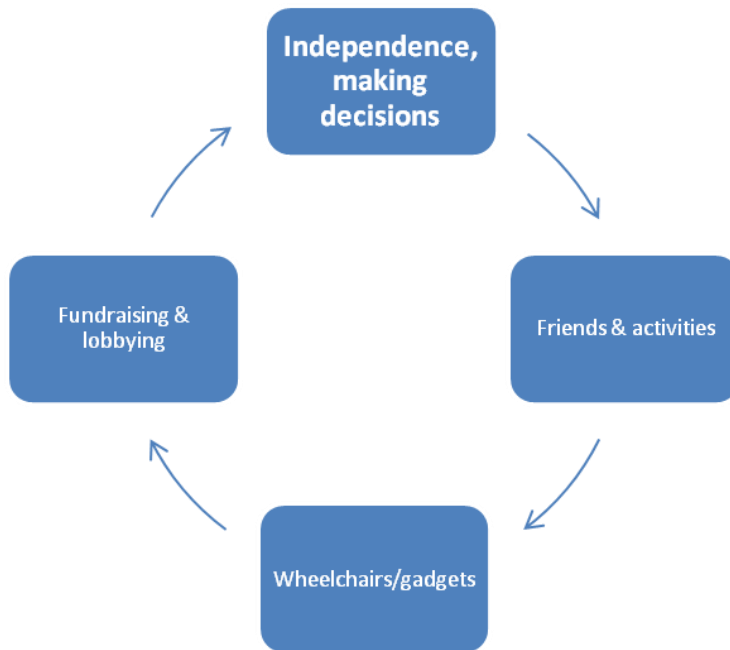 Independence,
making
decisions
Friends & activities
Wheelchairs/gadgets
Fundraising &
lobbying